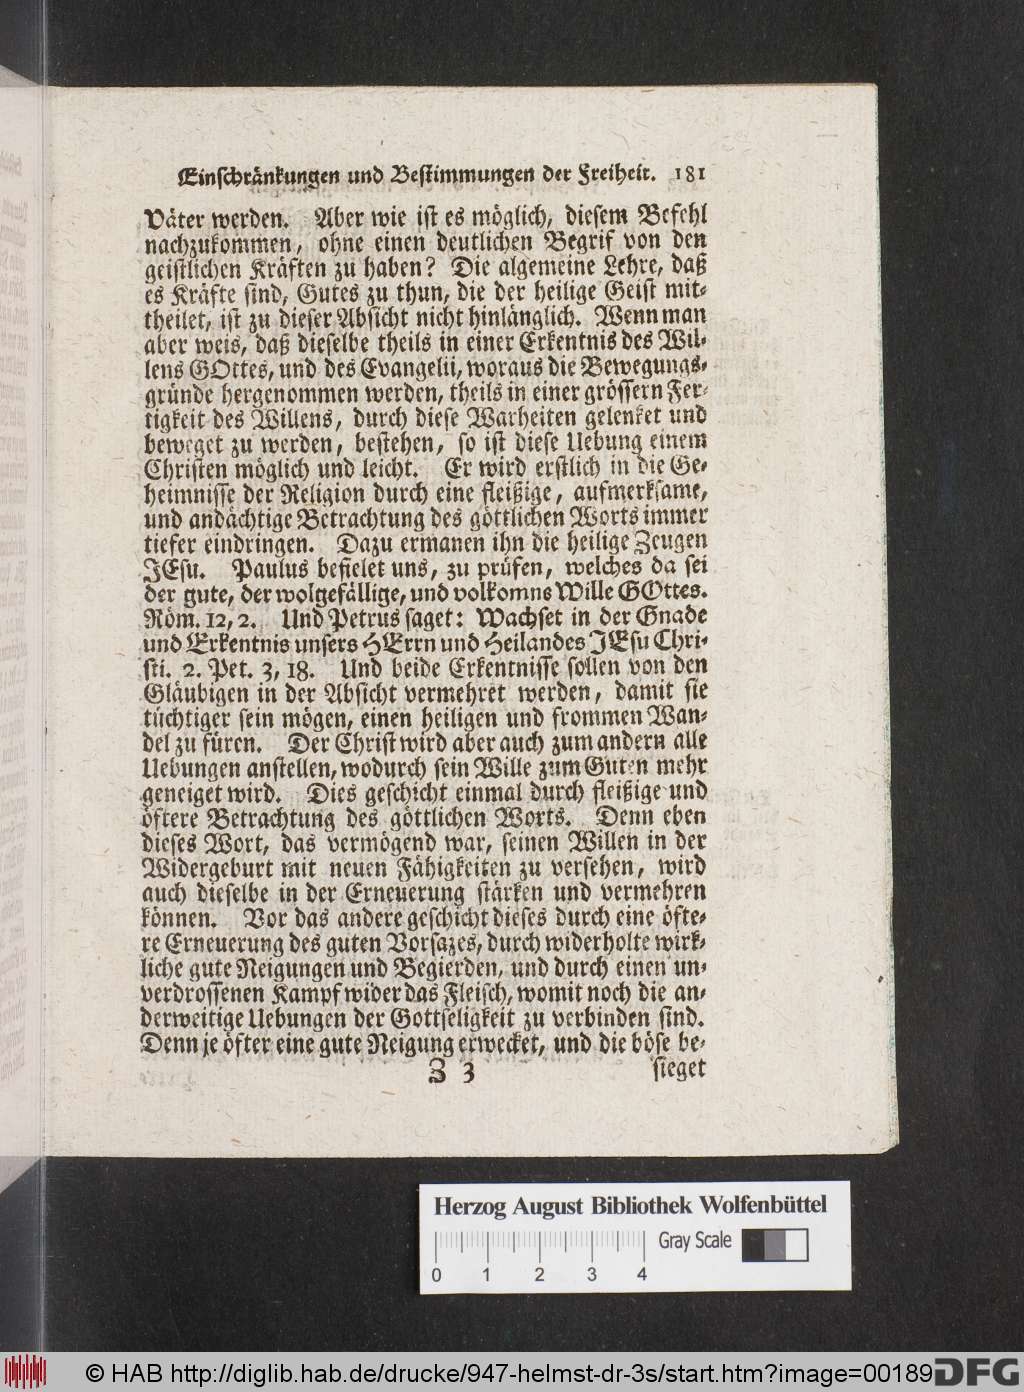 Einschränkungen und Bestimmungen der Freiheit. 181
Väter werden. Aber wie ist es möglich, diesem Befehl
nachzukommen, ohne einen deutlichen Begrif von den
geistlichen Kräften zu haben? Die algemeine Lehre, daß
es Kräfte sind, Gutes zu thun, die der heilige Geist mit-
theilet, ist zu dieser Absicht nicht hinlänglich. Wenn man
aber weis, daß dieselbe theils in einer Erkentnis des Wil-
lens GOttes, und des Evangelii, woraus die Bewegungs-
gründe hergenommen werden, theils in einer grössern Fer-
tigkeit des Willens, durch diese Warheiten gelenket und
beweget zu werden, bestehen, so ist diese Uebung einem
Christen möglich und leicht. Er wird erstlich in die Ge-
heimnisse der Religion durch eine fleißige, aufmerksame,
und andächtige Betrachtung des göttlichen Worts immer
tiefer eindringen. Dazu ermanen ihn die heilige Zeugen
JEsu. Paulus befielet uns, zu prüfen, welches da sei
der gute, der wolgefällige, und volkomne Wille GOttes.
Röm. 12, 2. Und Petrus saget: Wachset in der Gnade
und Erkentnis unsers HErrn und Heilandes JEsu Chri-
sti. 2. Pet. 3, 18. Und beide Erkentnisse sollen von den
Gläubigen in der Absicht vermehret werden, damit sie
tüchtiger sein mögen, einen heiligen und frommen Wan-
del zu füren. Der Christ wird aber auch zum andern alle
Uebungen anstellen, wodurch sein Wille zum Guten mehr
geneiget wird. Dies geschicht einmal durch fleißige und
öftere Betrachtung des göttlichen Worts. Denn eben
dieses Wort, das vermögend war, seinen Willen in der
Widergeburt mit neuen Fähigkeiten zu versehen, wird
auch dieselbe in der Erneuerung stärken und vermehren
können. Vor das andere geschicht dieses durch eine öfte-
re Erneuerung des guten Vorsazes, durch widerholte wirk-
liche gute Neigungen und Begierden, und durch einen un-
verdrossenen Kampf wider das Fleisch, womit noch die an-
derweitige Uebungen der Gottseligkeit zu verbinden sind.
Denn je öfter eine gute Neigung erwecket, und die böse be-
Z 3 sieget
Herzog August Bibliothek Wolfenbüttel
Gray Scale
0 1 2 3 4
© HAB http://diglib.hab.de/drucke/947-helmst-dr-3s/start.htm?image=00189
DFG